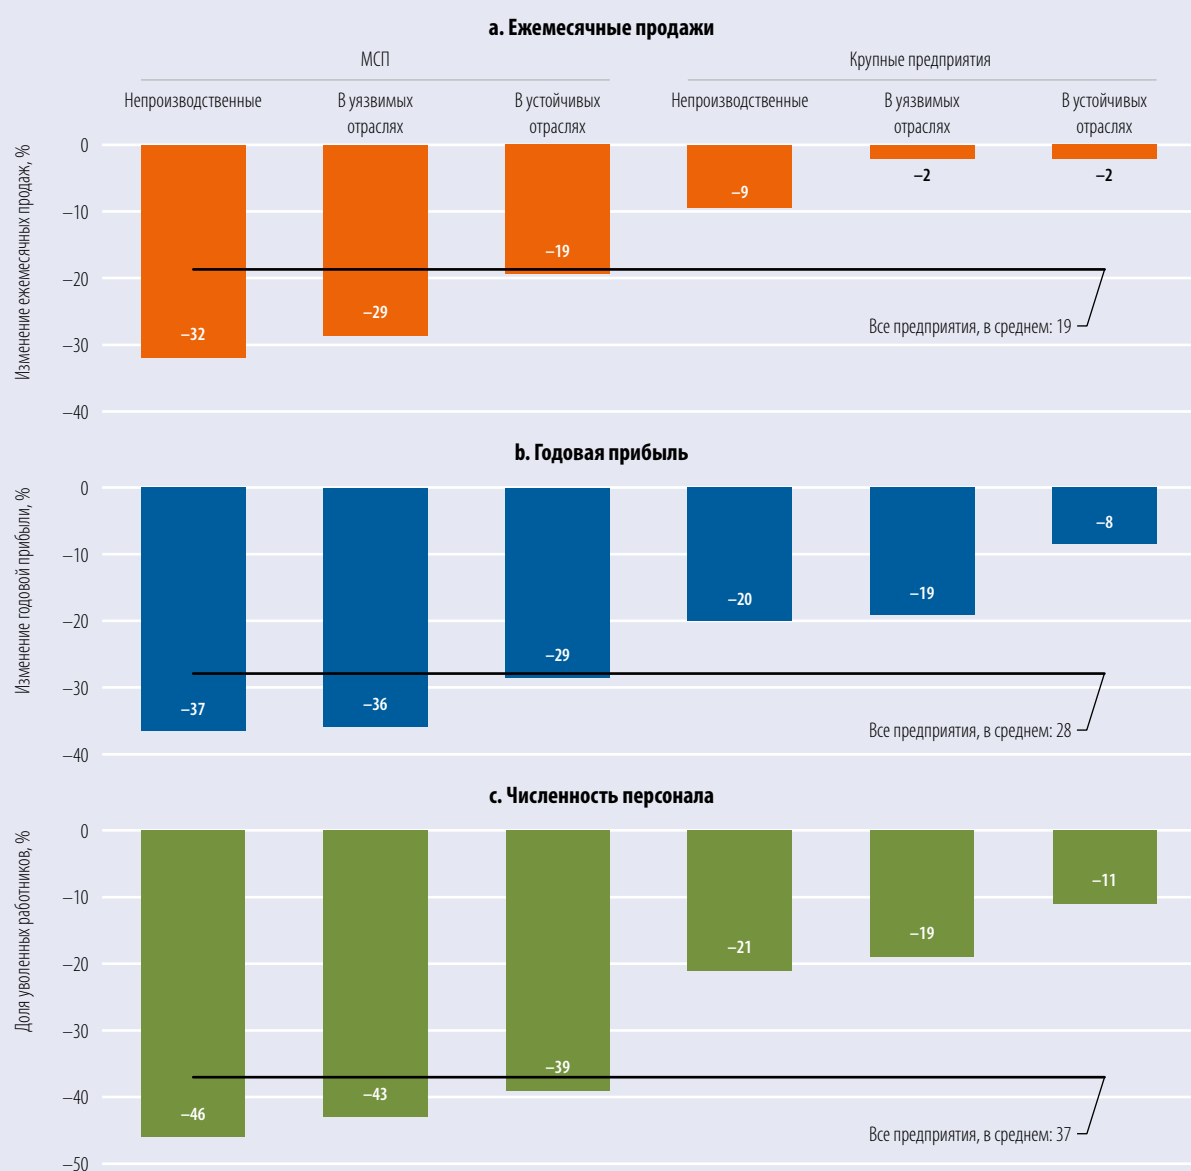 a. Ежемесячные продажи
МСП
Крупные предприятия
Непроизводственные
В уязвимых
отраслях
В устойчивых
отраслях
Непроизводственные
В уязвимых
отраслях
В устойчивых
отраслях
Изменение ежемесячных продаж, %
0
–10
–20
–30
–40
–32
–29
–19
–9
–2
–2
Все предприятия, в среднем: 19
b. Годовая прибыль
Изменение годовой прибыли, %
0
–10
–20
–30
–40
–37
–36
–29
–20
–19
–8
Все предприятия, в среднем: 28
c. Численность персонала
Доля уволенных работников, %
0
–10
–20
–30
–40
–50
–46
–43
–39
–21
–19
–11
Все предприятия, в среднем: 37